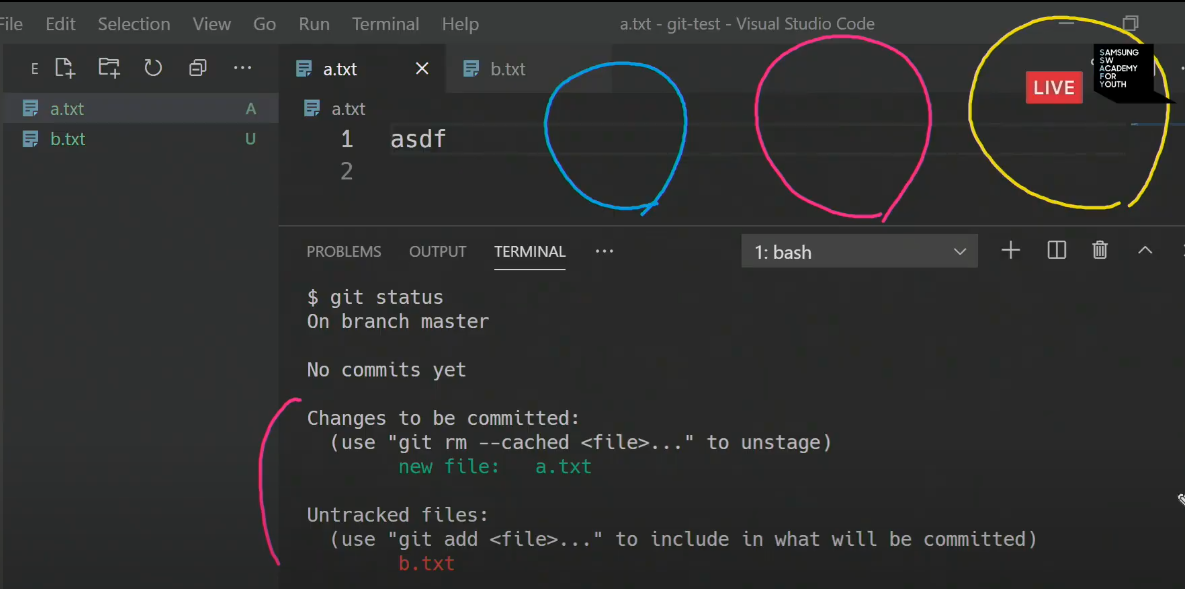 File Edit Selection View Go Run Terminal Help a.txt - git-test - Visual Studio Code
SAMSUNG
SW
ACADEMY
FOR
YOUTH
LIVE
E
a.txt
b.txt
a.txt A
b.txt U
a.txt
1 asdf
2
PROBLEMS OUTPUT TERMINAL ··· 1: bash
$ git status
On branch master
No commits yet
Changes to be committed:
(use "git rm --cached <file>..." to unstage)
new file: a.txt
Untracked files:
(use "git add <file>..." to include in what will be committed)
b.txt